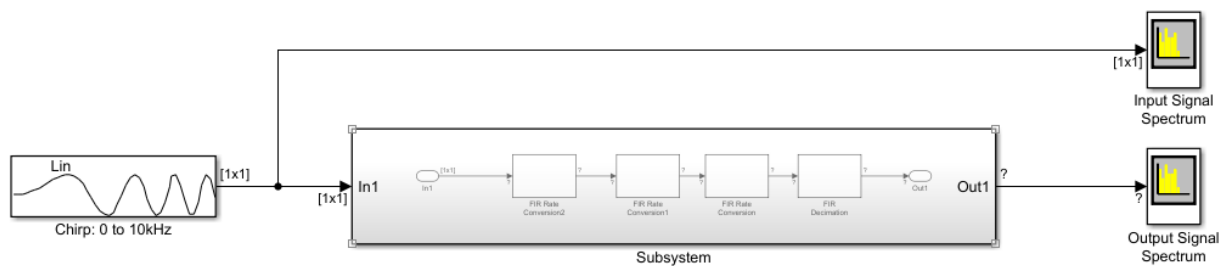 [1x1]
Input Signal
Spectrum
Lin
[1x1]
[1x1]
Chirp: 0 to 10kHz
In1
In1
[1x1]
?
?
FIR Rate
Conversion2
?
?
FIR Rate
Conversion1
?
?
FIR Rate
Conversion
?
?
FIR
Decimation
?
Out1
Out1
?
Subsystem
?
Output Signal
Spectrum